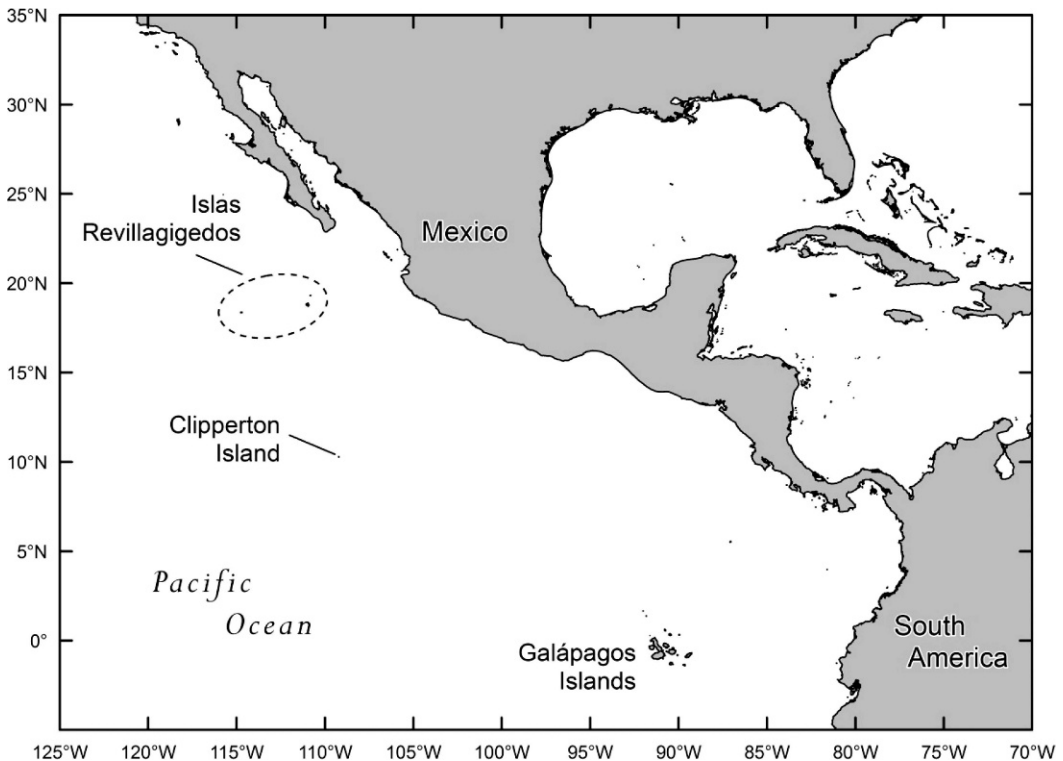 35°N
30°N
25°N
20°N
15°N
10°N
5°N
0°
Islas
Revillagigedos
Mexico
Clipperton
Island
Pacific
Ocean
Galápagos
Islands
South
America
125°W
120°W
115°W
110°W
105°W
100°W
95°W
90°W
85°W
80°W
75°W
70°W